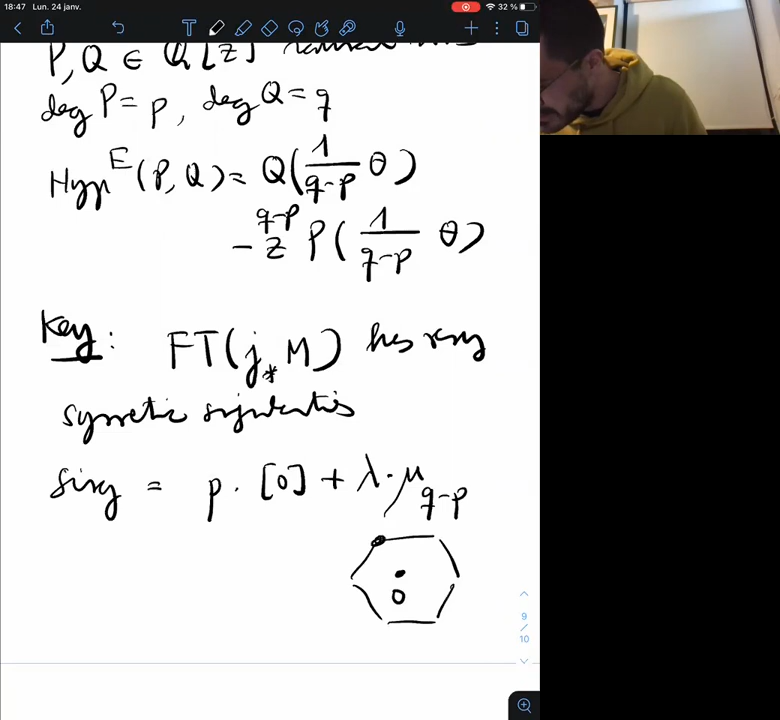 18:47 Lun. 24 janv.
32 %
P, Q ∈ Q[z]
deg P = p, deg Q = q
Hyp^E(P, Q) = Q(1/(q-p) θ)
- z^{q-p} P(1/(q-p) θ)
Key: FT(j_* M) has very
symmetric singularities
sing = p · [0] + λ · μ_{q-p}
0
9
/
10